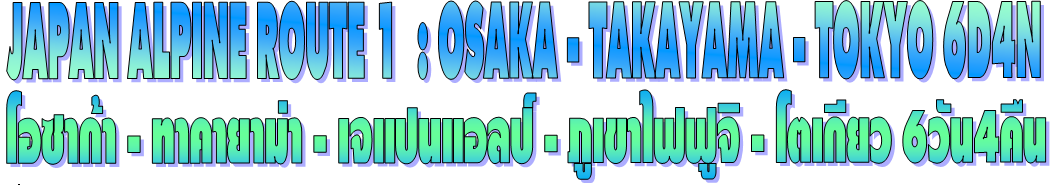 JAPAN ALPINE ROUTE 1 : OSAKA - TAKAYAMA - TOKYO 6D4N
โอซาก้า - ทาคายาม่า - เจแปนแอลป์ - ภูเขาไฟฟูจิ - โตเกียว 6วัน4คืน